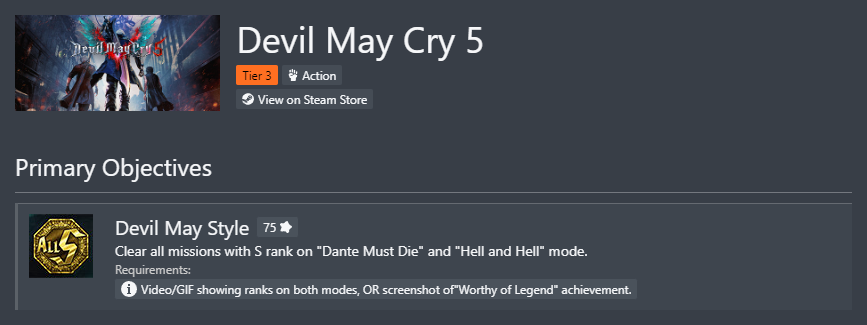 Devil May Cry 5
Devil May Cry 5
Tier 3
Action
View on Steam Store
Primary Objectives
ALL S
Devil May Style
75
Clear all missions with S rank on "Dante Must Die" and "Hell and Hell" mode.
Requirements:
Video/GIF showing ranks on both modes, OR screenshot of"Worthy of Legend" achievement.